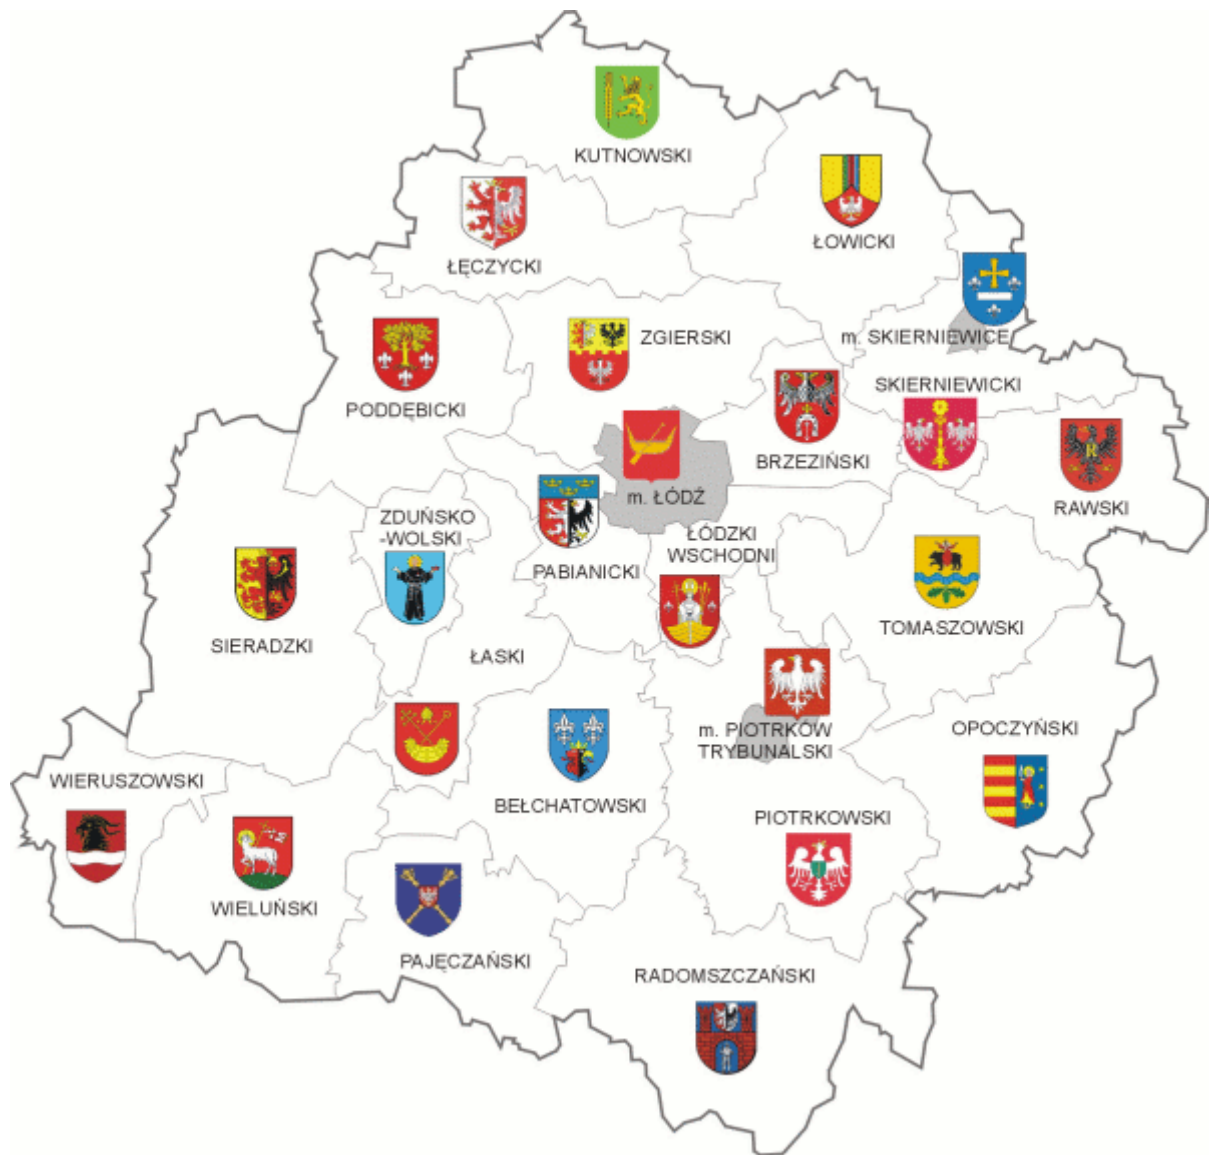 KUTNOWSKI
ŁOWICKI
ŁĘCZYCKI
m. SKIERNIEWICE
ZGIERSKI
SKIERNIEWICKI
PODDĘBICKI
BRZEZIŃSKI
m. ŁÓDŹ
RAWSKI
ZDUŃSKO
-WOLSKI
ŁÓDZKI
WSCHODNI
PABIANICKI
TOMASZOWSKI
SIERADZKI
ŁASKI
m. PIOTRKÓW
TRYBUNALSKI
OPOCZYŃSKI
WIERUSZOWSKI
BEŁCHATOWSKI
PIOTRKOWSKI
WIELUŃSKI
PAJĘCZAŃSKI
RADOMSZCZAŃSKI